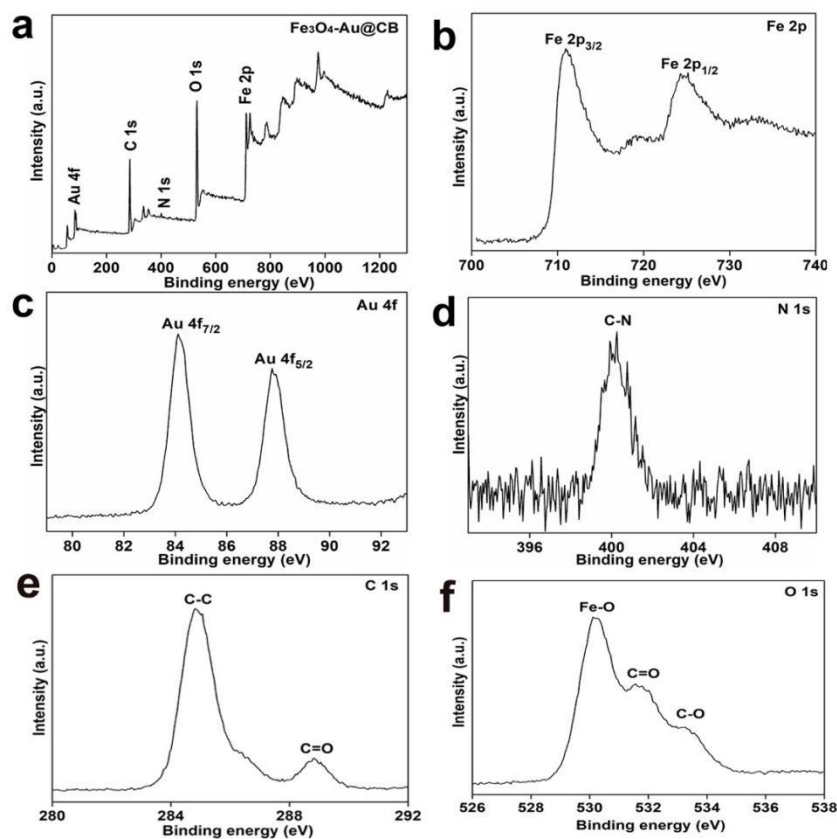 a
Fe₃O₄-Au@CB
Au 4f
C 1s
N 1s
O 1s
Fe 2p
Intensity (a.u.)
0 200 400 600 800 1000 1200
Binding energy (eV)
b
Fe 2p
Fe 2p₃/₂
Fe 2p₁/₂
Intensity (a.u.)
700 710 720 730 740
Binding energy (eV)
c
Au 4f
Au 4f₇/₂
Au 4f₅/₂
Intensity (a.u.)
80 82 84 86 88 90 92
Binding energy (eV)
d
N 1s
C-N
Intensity (a.u.)
396 400 404 408
Binding energy (eV)
e
C 1s
C-C
C=O
Intensity (a.u.)
280 284 288 292
Binding energy (eV)
f
O 1s
Fe-O
C=O
C-O
Intensity (a.u.)
526 528 530 532 534 536 538
Binding energy (eV)